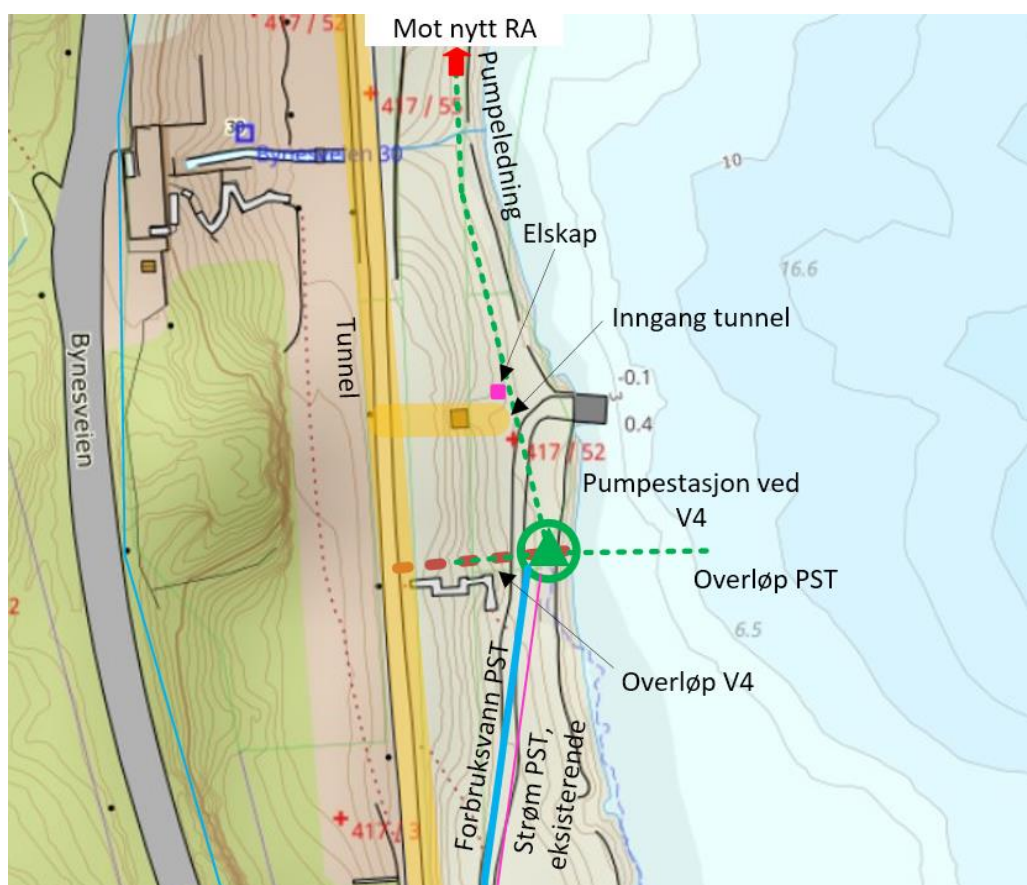 417 / 52
Mot nytt RA
417 / 55
Pumpeledning
30
Bynesveien 30
10
Elskap
16.6
Inngang tunnel
Tunnel
Bynesveien
-0.1
3
0.4
417 / 52
Pumpestasjon ved
V4
Overløp PST
2
6.5
Overløp V4
Forbruksvann PST
Strøm PST,
eksisterende
417 / 3